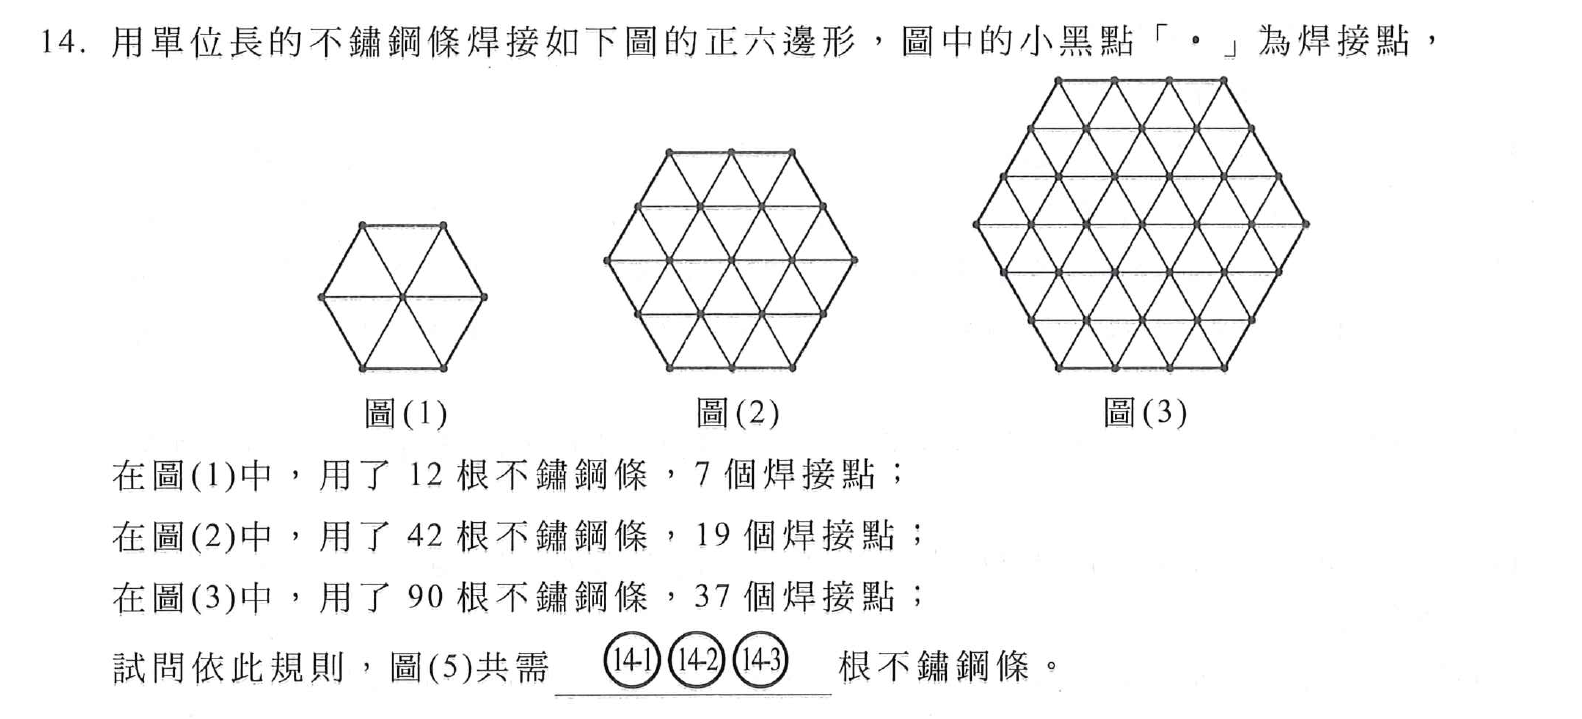 14. 用單位長的不鏽鋼條焊接如下圖的正六邊形，圖中的小黑點「•」為焊接點，
圖(1) 圖(2) 圖(3)
在圖(1)中，用了 12 根不鏽鋼條，7 個焊接點；
在圖(2)中，用了 42 根不鏽鋼條，19 個焊接點；
在圖(3)中，用了 90 根不鏽鋼條，37 個焊接點；
試問依此規則，圖(5)共需 14-1 14-2 14-3 根不鏽鋼條。